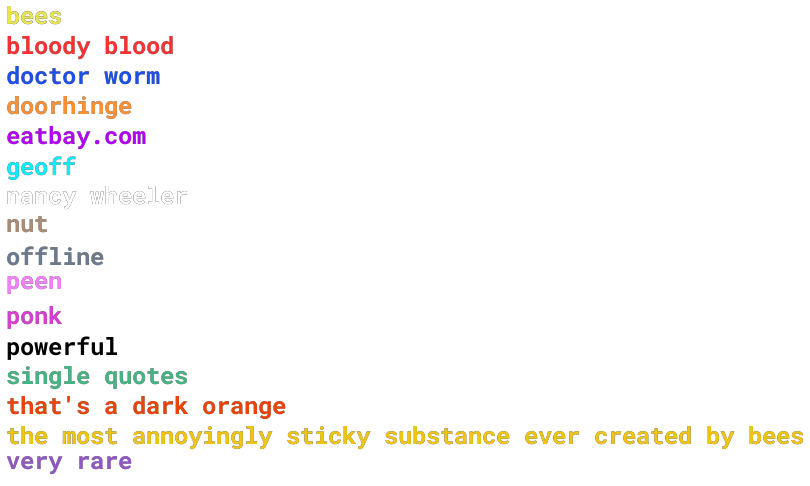 bees
bloody blood
doctor worm
doorhinge
eatbay.com
geoff
nancy wheeler
nut
offline
peen
ponk
powerful
single quotes
that's a dark orange
the most annoyingly sticky substance ever created by bees
very rare